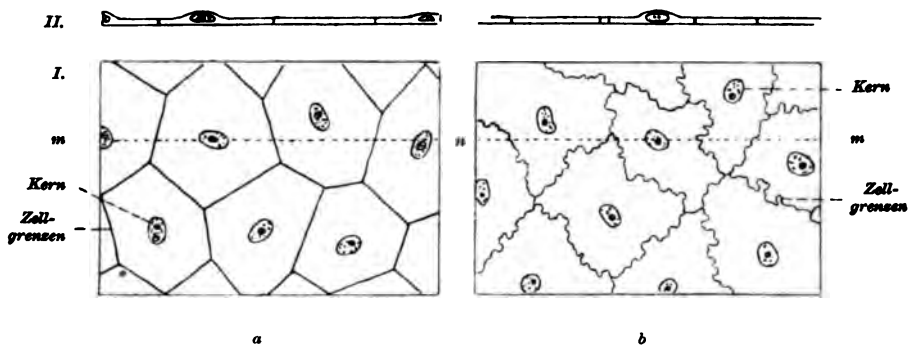 II.
I.
Kern
m
n
m
Kern
Zell-
grenzen
Zell-
grenzen
a
b